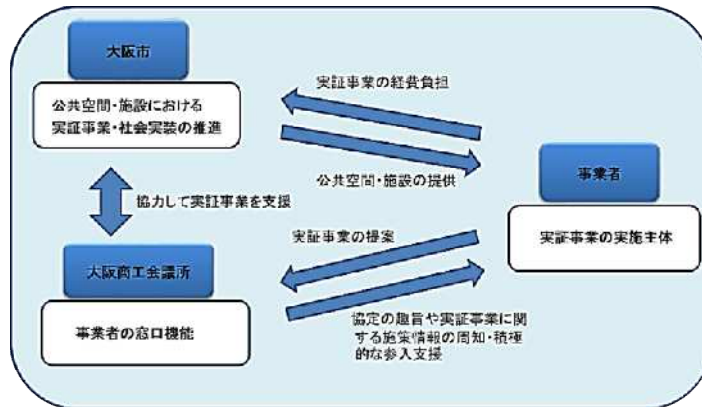 大阪市
公共空間・施設における
実証事業・社会実装の推進
実証事業の経費負担
公共空間・施設の提供
事業者
実証事業の実施主体
協力して実証事業を支援
実証事業の提案
大阪商工会議所
事業者の窓口機能
協定の趣旨や実証事業に関
する施策情報の周知・積極
的な参入支援